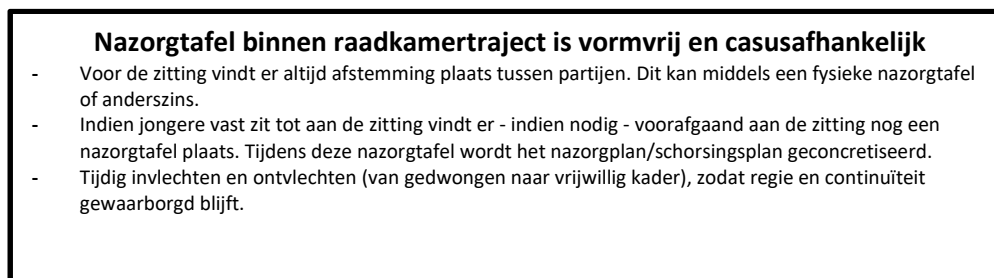 Nazorgtafel binnen raadkamertraject is vormvrij en casusafhankelijk
- Voor de zitting vindt er altijd afstemming plaats tussen partijen. Dit kan middels een fysieke nazorgtafel
of anderszins.
- Indien jongere vast zit tot aan de zitting vindt er - indien nodig - voorafgaand aan de zitting nog een
nazorgtafel plaats. Tijdens deze nazorgtafel wordt het nazorgplan/schorsingsplan geconcretiseerd.
- Tijdig invlechten en ontvlechten (van gedwongen naar vrijwillig kader), zodat regie en continuïteit
gewaarborgd blijft.